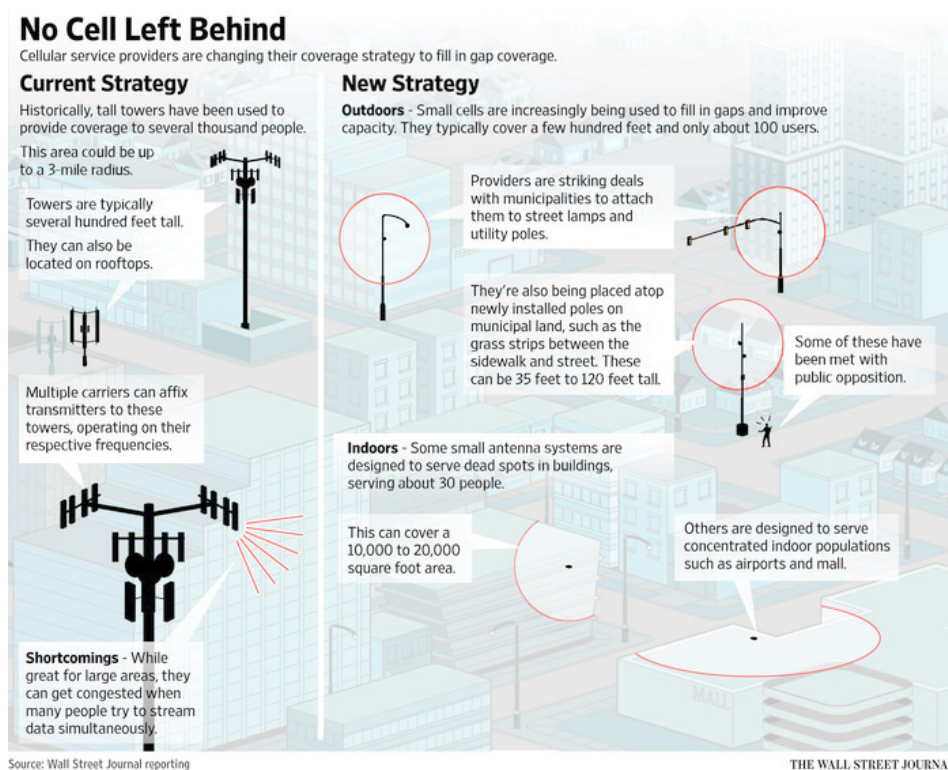 No Cell Left Behind
Cellular service providers are changing their coverage strategy to fill in gap coverage.
Current Strategy
Historically, tall towers have been used to
provide coverage to several thousand people.
This area could be up
to a 3-mile radius.
Towers are typically
several hundred feet tall.
They can also be
located on rooftops.
Multiple carriers can affix
transmitters to these
towers, operating on their
respective frequencies.
Shortcomings - While
great for large areas, they
can get congested when
many people try to stream
data simultaneously.
New Strategy
Outdoors - Small cells are increasingly being used to fill in gaps and improve
capacity. They typically cover a few hundred feet and only about 100 users.
Providers are striking deals
with municipalities to attach
them to street lamps and
utility poles.
They're also being placed atop
newly installed poles on
municipal land, such as the
grass strips between the
sidewalk and street. These
can be 35 feet to 120 feet tall.
Some of these have
been met with
public opposition.
Indoors - Some small antenna systems are
designed to serve dead spots in buildings,
serving about 30 people.
This can cover a
10,000 to 20,000
square foot area.
Others are designed to serve
concentrated indoor populations
such as airports and mall.
MALL
Source: Wall Street Journal reporting
THE WALL STREET JOURNA